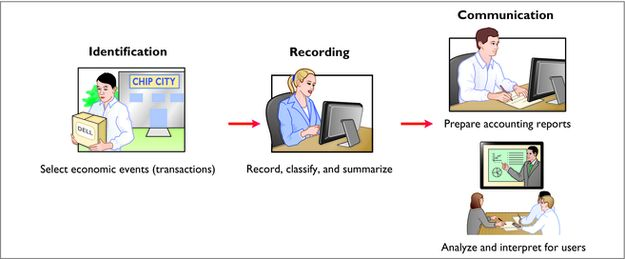 Identification
CHIP CITY
DELL
Select economic events (transactions)
Recording
Record, classify, and summarize
Communication
Prepare accounting reports
Analyze and interpret for users